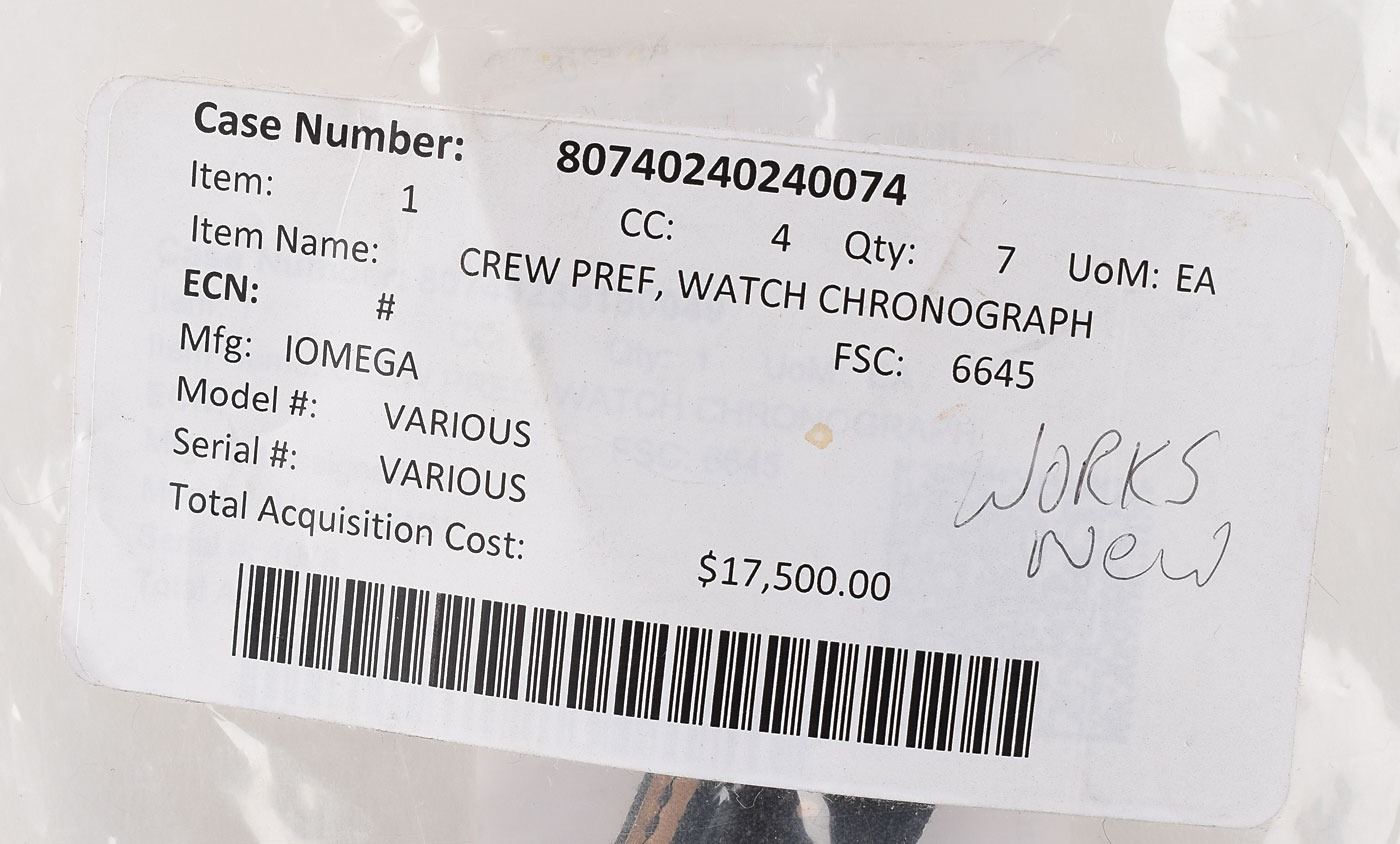 Case Number: 80740240240074
Item: 1 CC: 4 Qty: 7 UoM: EA
Item Name: CREW PREF, WATCH CHRONOGRAPH
ECN: # FSC: 6645
Mfg: IOMEGA
Model #: VARIOUS
Serial #: VARIOUS
Total Acquisition Cost: $17,500.00
WORKS
New